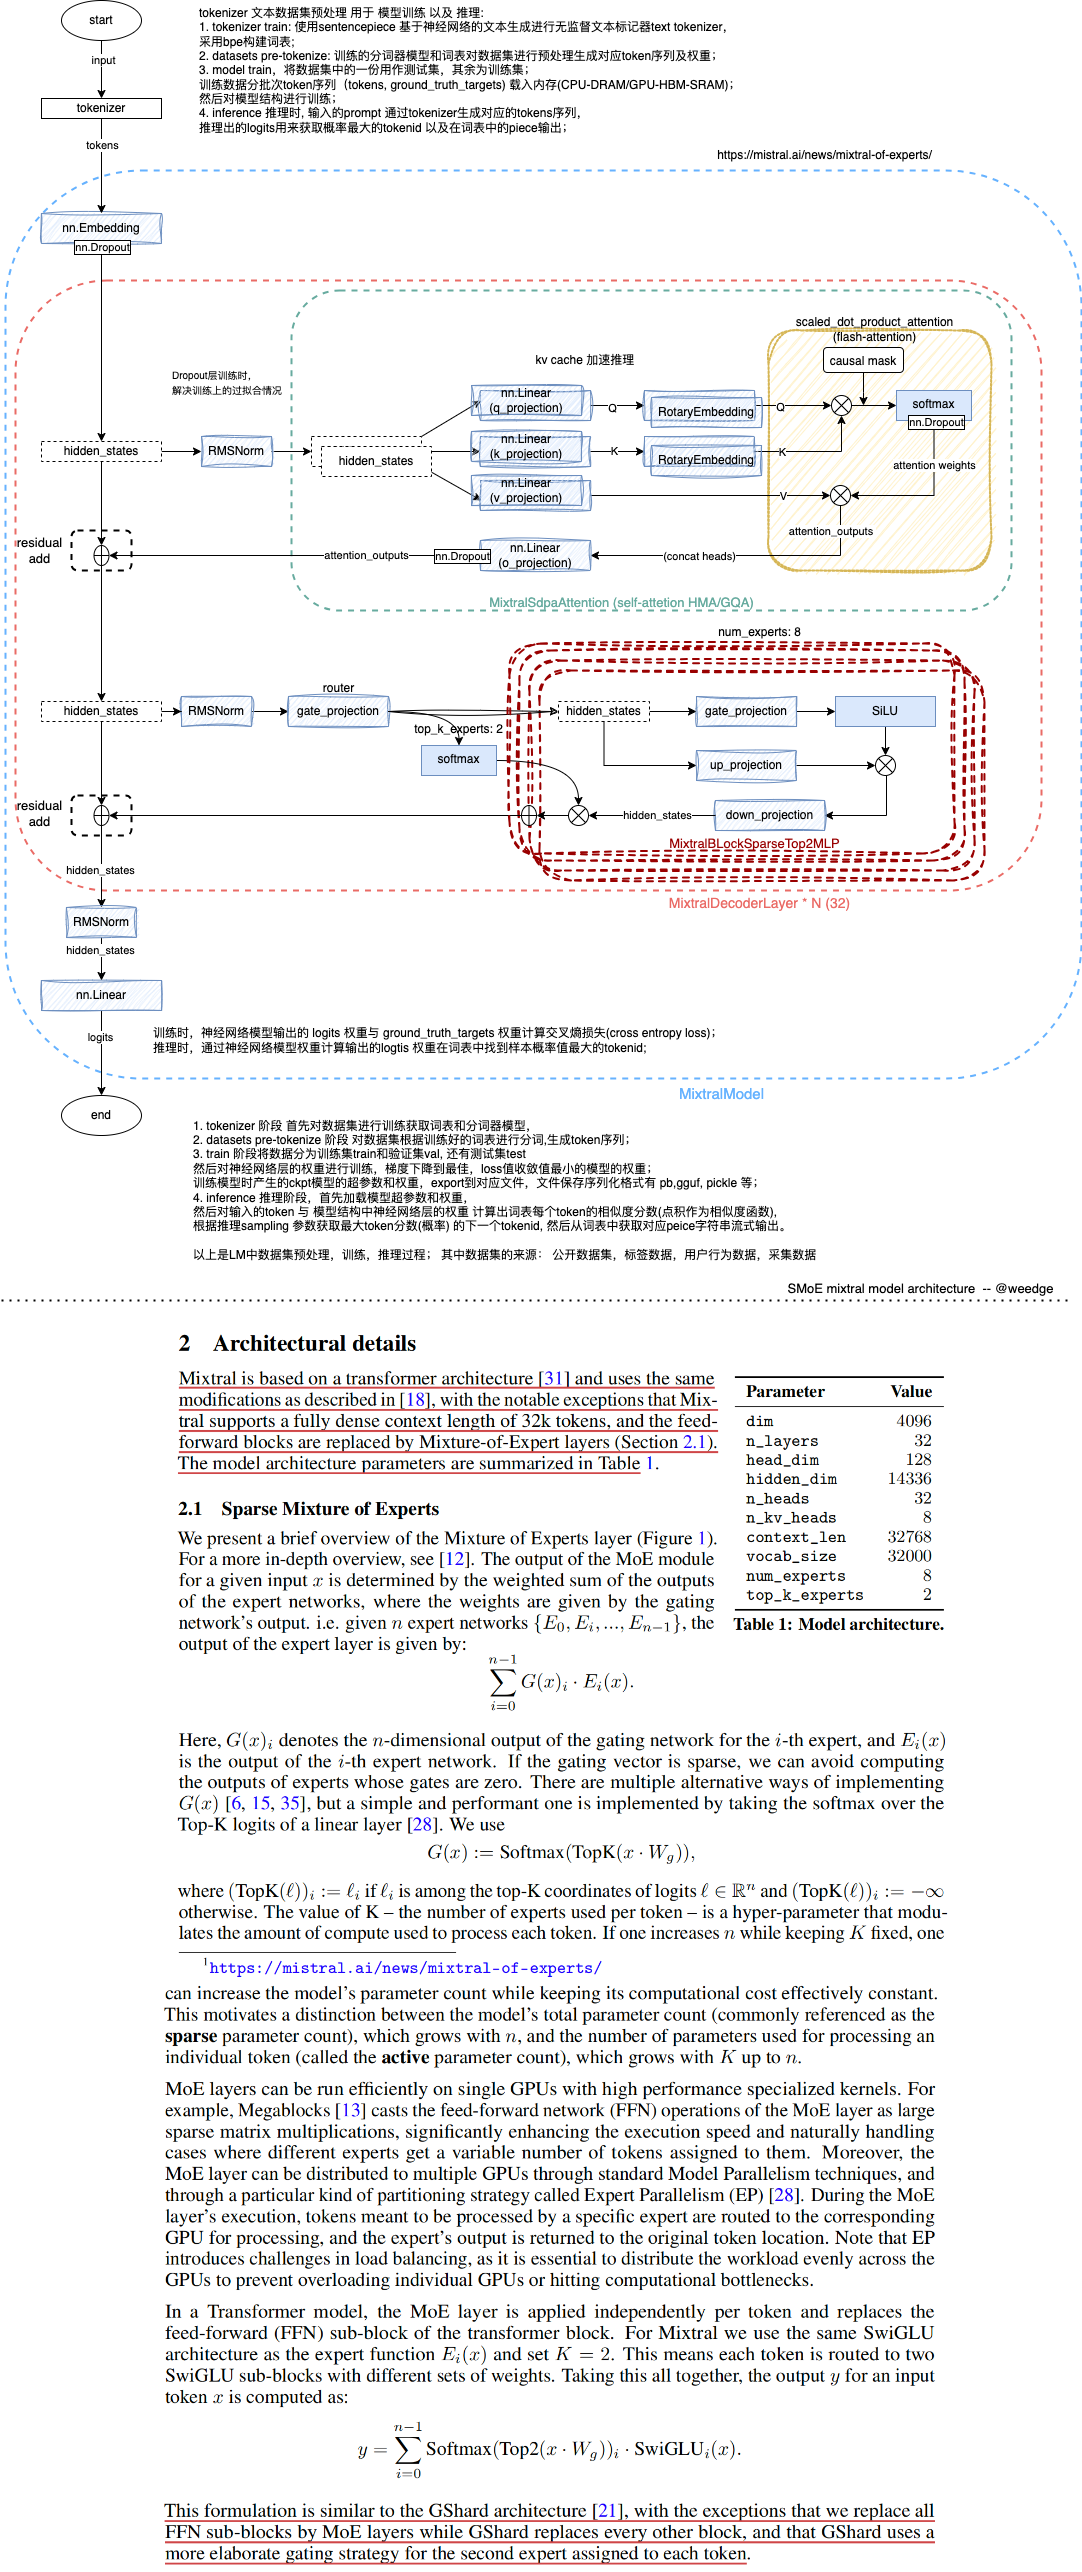 start
tokenizer 文本数据集预处理 用于 模型训练 以及 推理:
1. tokenizer train: 使用sentencepiece 基于神经网络的文本生成进行无监督文本标记器text tokenizer，
采用bpe构建词表;
2. datasets pre-tokenize: 训练的分词器模型和词表对数据集进行预处理生成对应token序列及权重；
3. model train，将数据集中的一份用作测试集，其余为训练集；
训练数据分批次token序列（tokens, ground_truth_targets) 载入内存(CPU-DRAM/GPU-HBM-SRAM)；
然后对模型结构进行训练；
4. inference 推理时, 输入的prompt 通过tokenizer生成对应的tokens序列，
推理出的logits用来获取概率最大的tokenid 以及在词表中的piece输出；
input
tokenizer
tokens
https://mistral.ai/news/mixtral-of-experts/
nn.Embedding
nn.Dropout
scaled_dot_product_attention
(flash-attention)
kv cache 加速推理
causal mask
Dropout层训练时，
解决训练上的过拟合情况
nn.Linear
(q_projection)
Q
RotaryEmbedding
Q
softmax
nn.Dropout
hidden_states
RMSNorm
hidden_states
nn.Linear
(k_projection)
K
RotaryEmbedding
K
attention weights
nn.Linear
(v_projection)
V
attention_outputs
residual
add
attention_outputs
nn.Dropout
nn.Linear
(o_projection)
(concat heads)
MixtralSdpaAttention (self-attetion HMA/GQA)
num_experts: 8
router
hidden_states
RMSNorm
gate_projection
hidden_states
gate_projection
SiLU
top_k_experts: 2
softmax
up_projection
residual
add
hidden_states
down_projection
MixtralBLockSparseTop2MLP
hidden_states
MixtralDecoderLayer * N (32)
RMSNorm
hidden_states
nn.Linear
logits
训练时，神经网络模型输出的 logits 权重与 ground_truth_targets 权重计算交叉熵损失(cross entropy loss)；
推理时，通过神经网络模型权重计算输出的logtis 权重在词表中找到样本概率值最大的tokenid;
MixtralModel
end
1. tokenizer 阶段 首先对数据集进行训练获取词表和分词器模型，
2. datasets pre-tokenize 阶段 对数据集根据训练好的词表进行分词,生成token序列；
3. train 阶段将数据分为训练集train和验证集val, 还有测试集test
然后对神经网络层的权重进行训练，梯度下降到最佳，loss值收敛值最小的模型的权重；
训练模型时产生的ckpt模型的超参数和权重，export到对应文件，文件保存序列化格式有 pb,gguf, pickle 等；
4. inference 推理阶段，首先加载模型超参数和权重，
然后对输入的token 与 模型结构中神经网络层的权重 计算出词表每个token的相似度分数(点积作为相似度函数)，
根据推理sampling 参数获取最大token分数(概率) 的下一个tokenid, 然后从词表中获取对应peice字符串流式输出。
以上是LM中数据集预处理，训练，推理过程； 其中数据集的来源： 公开数据集，标签数据，用户行为数据，采集数据
SMoE mixtral model architecture -- @weedge
2 Architectural details
Mixtral is based on a transformer architecture [31] and uses the same
modifications as described in [18], with the notable exceptions that Mix-
tral supports a fully dense context length of 32k tokens, and the feed-
forward blocks are replaced by Mixture-of-Expert layers (Section 2.1).
The model architecture parameters are summarized in Table 1.
Parameter Value
dim 4096
n_layers 32
head_dim 128
hidden_dim 14336
n_heads 32
n_kv_heads 8
context_len 32768
vocab_size 32000
num_experts 8
top_k_experts 2
Table 1: Model architecture.
2.1 Sparse Mixture of Experts
We present a brief overview of the Mixture of Experts layer (Figure 1).
For a more in-depth overview, see [12]. The output of the MoE module
for a given input x is determined by the weighted sum of the outputs
of the expert networks, where the weights are given by the gating
network's output. i.e. given n expert networks {E₀, Eᵢ, ..., Eₙ₋₁}, the
output of the expert layer is given by:
∑_{i=0}^{n−1} G(x)ᵢ · Eᵢ(x).
Here, G(x)ᵢ denotes the n-dimensional output of the gating network for the i-th expert, and Eᵢ(x)
is the output of the i-th expert network. If the gating vector is sparse, we can avoid computing
the outputs of experts whose gates are zero. There are multiple alternative ways of implementing
G(x) [6, 15, 35], but a simple and performant one is implemented by taking the softmax over the
Top-K logits of a linear layer [28]. We use
G(x) := Softmax(TopK(x · W_g)),
where (TopK(ℓ))ᵢ := ℓᵢ if ℓᵢ is among the top-K coordinates of logits ℓ ∈ ℝⁿ and (TopK(ℓ))ᵢ := −∞
otherwise. The value of K – the number of experts used per token – is a hyper-parameter that modu-
lates the amount of compute used to process each token. If one increases n while keeping K fixed, one
¹https://mistral.ai/news/mixtral-of-experts/
can increase the model's parameter count while keeping its computational cost effectively constant.
This motivates a distinction between the model's total parameter count (commonly referenced as the
sparse parameter count), which grows with n, and the number of parameters used for processing an
individual token (called the active parameter count), which grows with K up to n.
MoE layers can be run efficiently on single GPUs with high performance specialized kernels. For
example, Megablocks [13] casts the feed-forward network (FFN) operations of the MoE layer as large
sparse matrix multiplications, significantly enhancing the execution speed and naturally handling
cases where different experts get a variable number of tokens assigned to them. Moreover, the
MoE layer can be distributed to multiple GPUs through standard Model Parallelism techniques, and
through a particular kind of partitioning strategy called Expert Parallelism (EP) [28]. During the MoE
layer's execution, tokens meant to be processed by a specific expert are routed to the corresponding
GPU for processing, and the expert's output is returned to the original token location. Note that EP
introduces challenges in load balancing, as it is essential to distribute the workload evenly across the
GPUs to prevent overloading individual GPUs or hitting computational bottlenecks.
In a Transformer model, the MoE layer is applied independently per token and replaces the
feed-forward (FFN) sub-block of the transformer block. For Mixtral we use the same SwiGLU
architecture as the expert function Eᵢ(x) and set K = 2. This means each token is routed to two
SwiGLU sub-blocks with different sets of weights. Taking this all together, the output y for an input
token x is computed as:
y = ∑_{i=0}^{n−1} Softmax(Top2(x · W_g))ᵢ · SwiGLUᵢ(x).
This formulation is similar to the GShard architecture [21], with the exceptions that we replace all
FFN sub-blocks by MoE layers while GShard replaces every other block, and that GShard uses a
more elaborate gating strategy for the second expert assigned to each token.